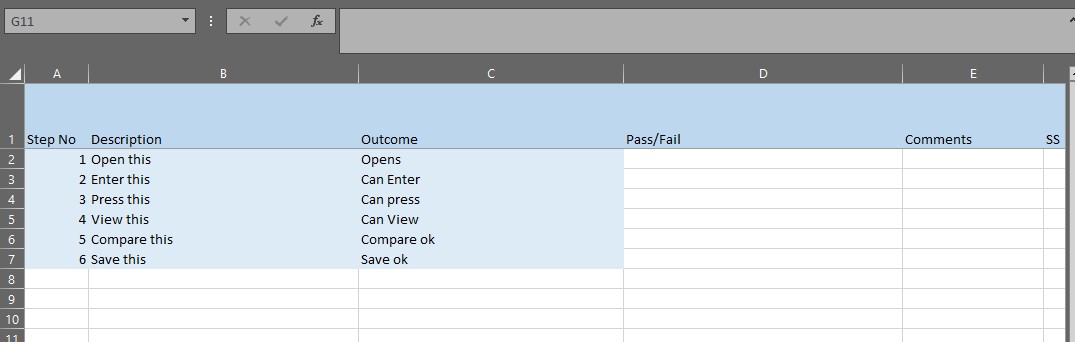 G11 fx
A B C D E
1 Step No Description Outcome Pass/Fail Comments SS
2 1 Open this Opens
3 2 Enter this Can Enter
4 3 Press this Can press
5 4 View this Can View
6 5 Compare this Compare ok
7 6 Save this Save ok
8
9
10
11